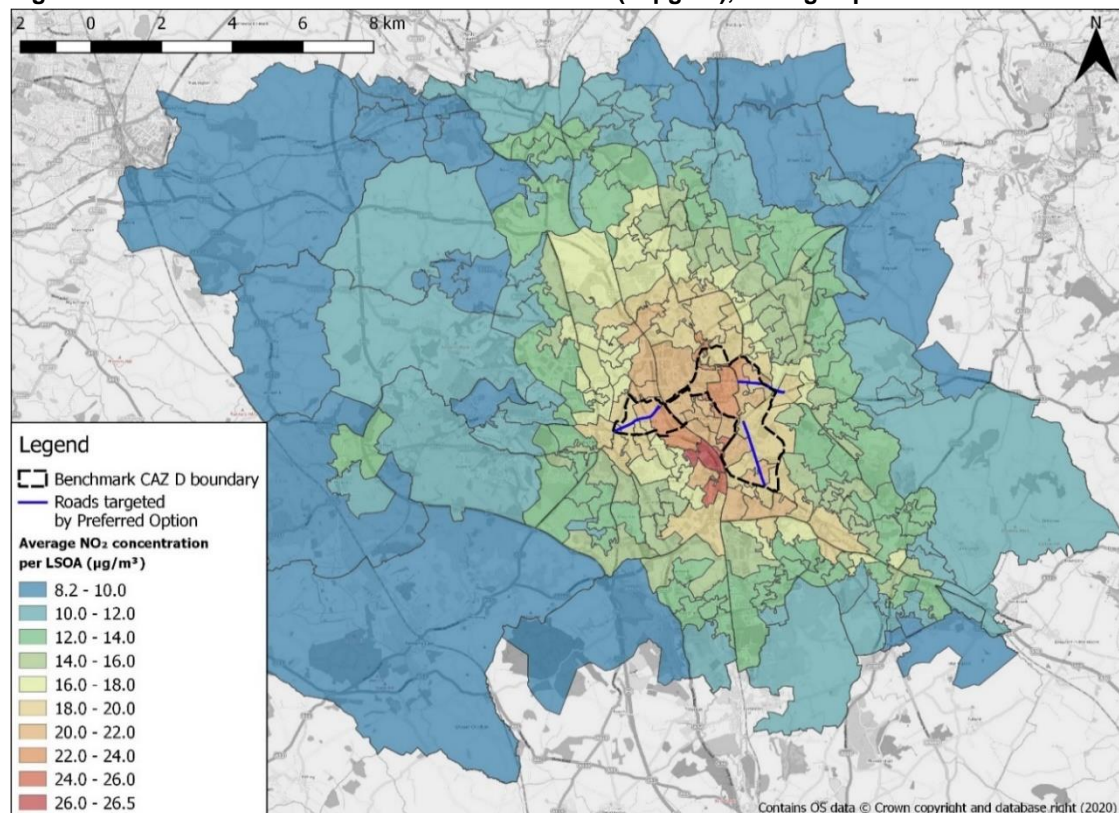 2 0 2 4 6 8 km
N
Legend
Benchmark CAZ D boundary
Roads targeted
by Preferred Option
Average NO₂ concentration
per LSOA (µg/m³)
8.2 - 10.0
10.0 - 12.0
12.0 - 14.0
14.0 - 16.0
16.0 - 18.0
18.0 - 20.0
20.0 - 22.0
22.0 - 24.0
24.0 - 26.0
26.0 - 26.5
Contains OS data © Crown copyright and database right (2020)